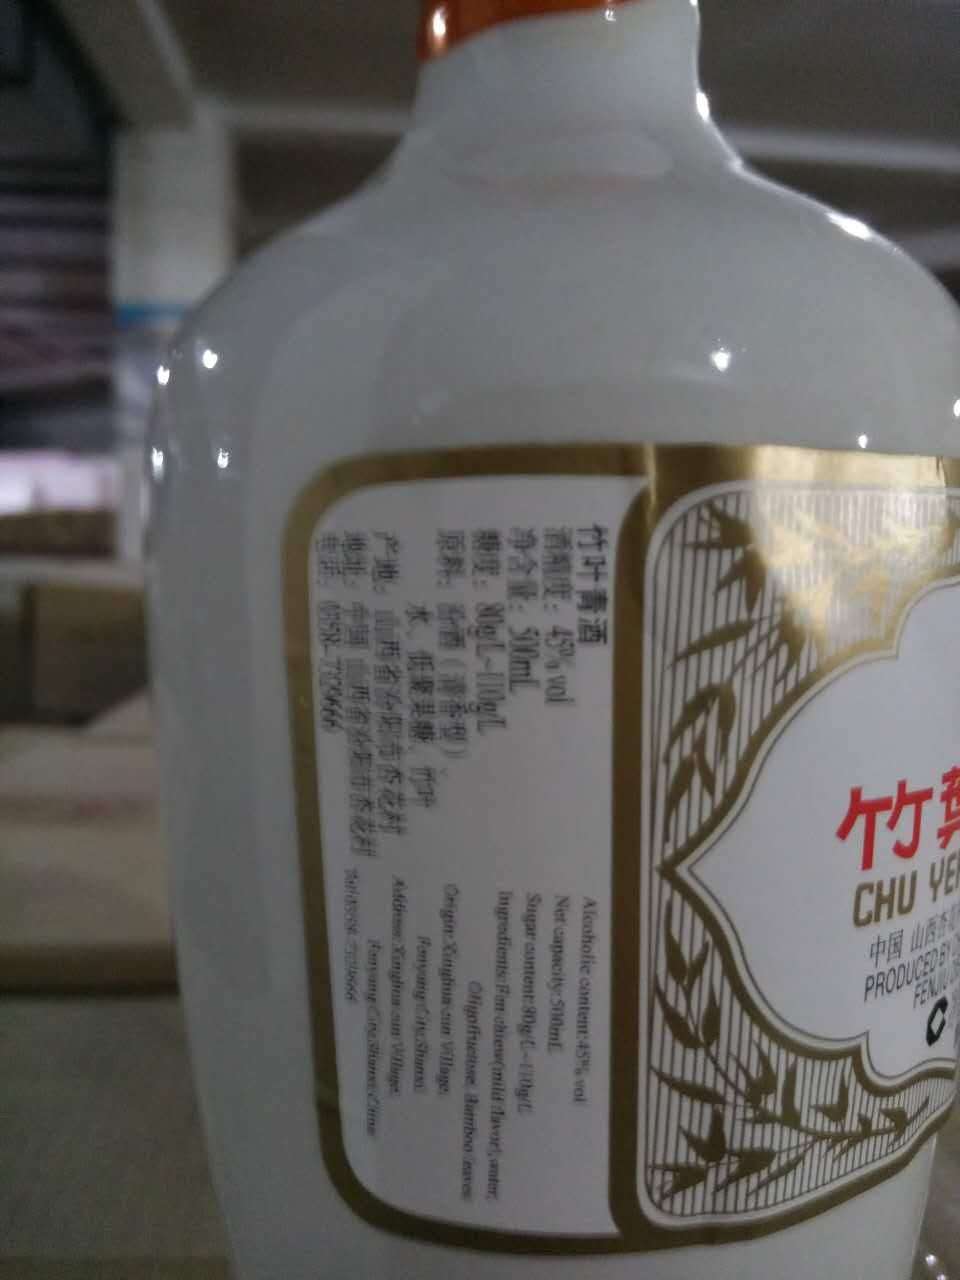 竹叶青酒
酒精度：45% vol
净含量：500mL
糖度：80g/L~110g/L
原料：汾酒（清香型）、
水、低聚果糖、竹叶
产地：山西省汾阳市杏花村
地址：中国 山西省汾阳市杏花村
电话：0358-7329666
Alcoholic content:45% vol
Net capacity:500mL
Sugar content:80g/L~110g/L
Ingredients:Fen-chiew(mild flavor),water,
Oligofructose, Bamboo leaves
Origin:Xinghua cun Village,
Fenyang City,Shanxi
Address:Xinghua cun Village,
Fenyang City,Shanxi,China
竹葉
CHU YE
中国 山西杏花
PRODUCED BY
FENJIU